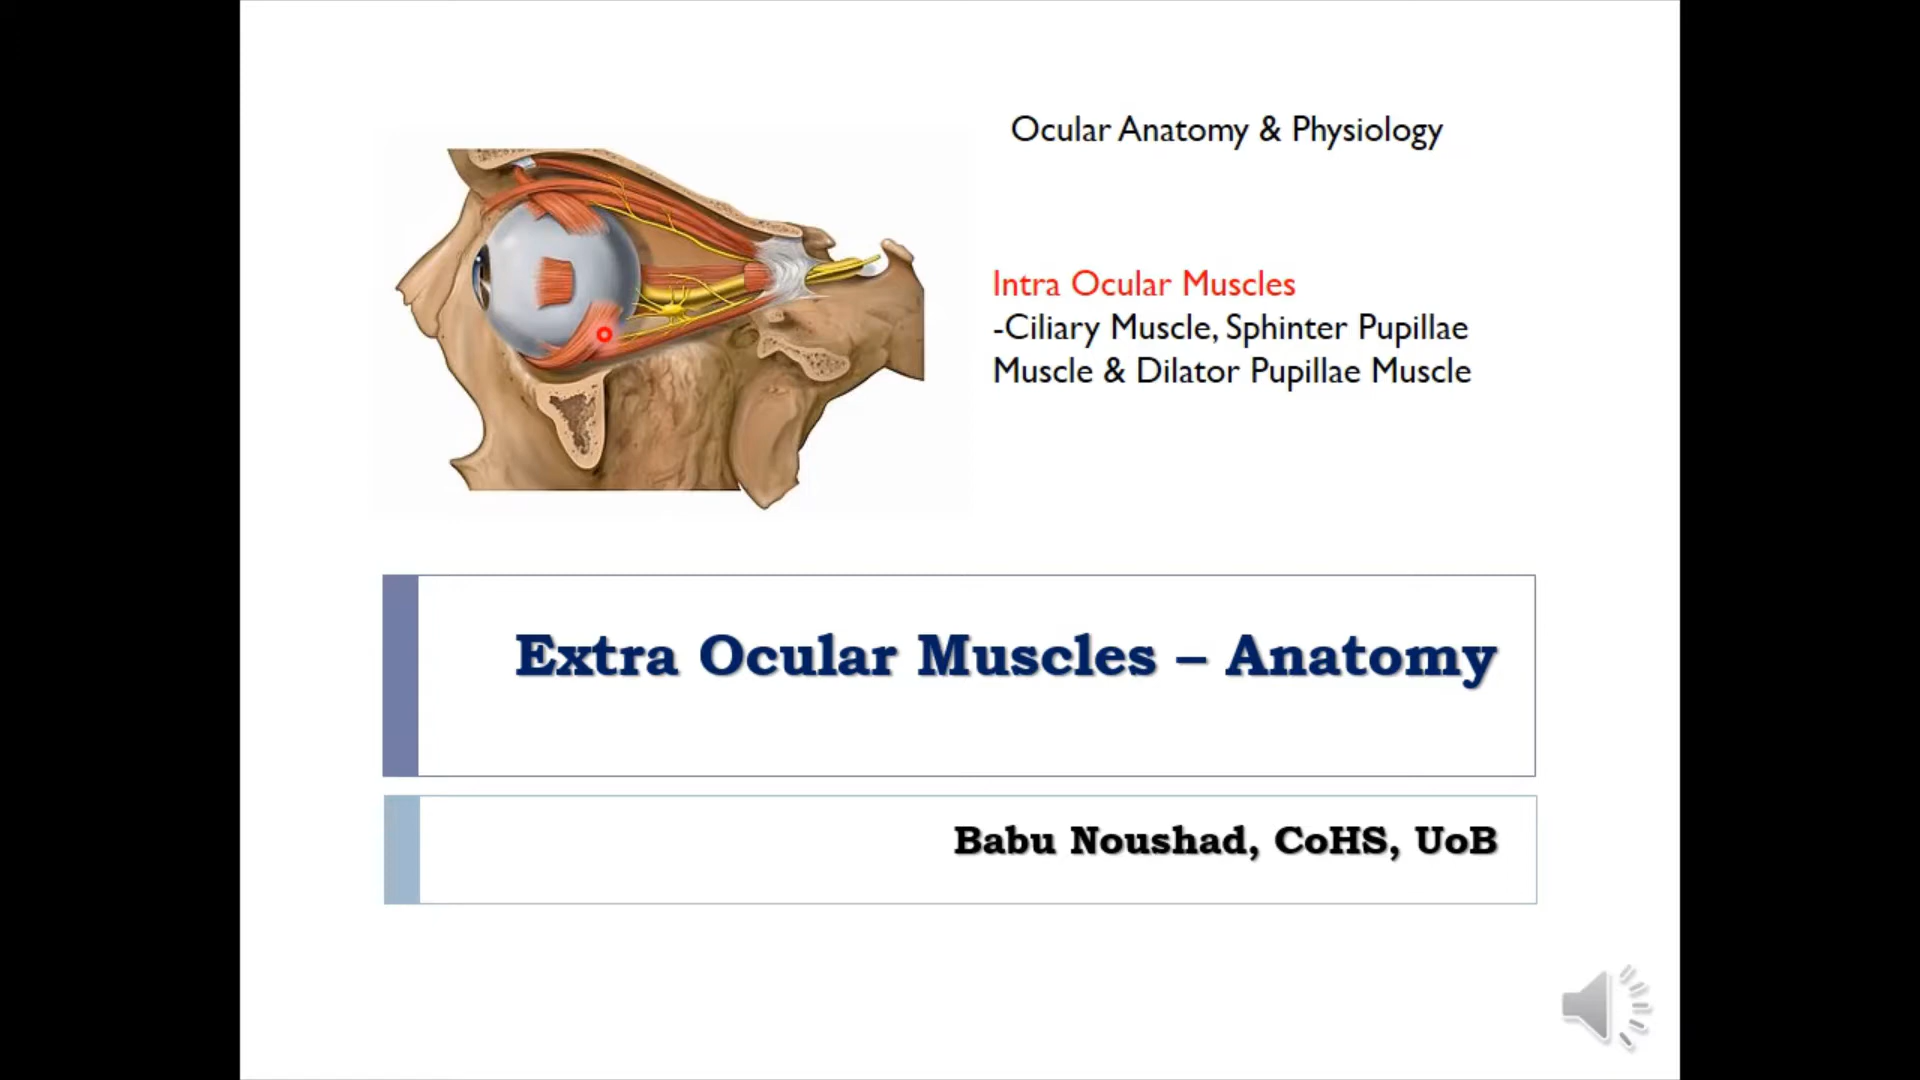 Ocular Anatomy & Physiology
Intra Ocular Muscles
-Ciliary Muscle, Sphinter Pupillae
Muscle & Dilator Pupillae Muscle
Extra Ocular Muscles – Anatomy
Babu Noushad, CoHS, UoB